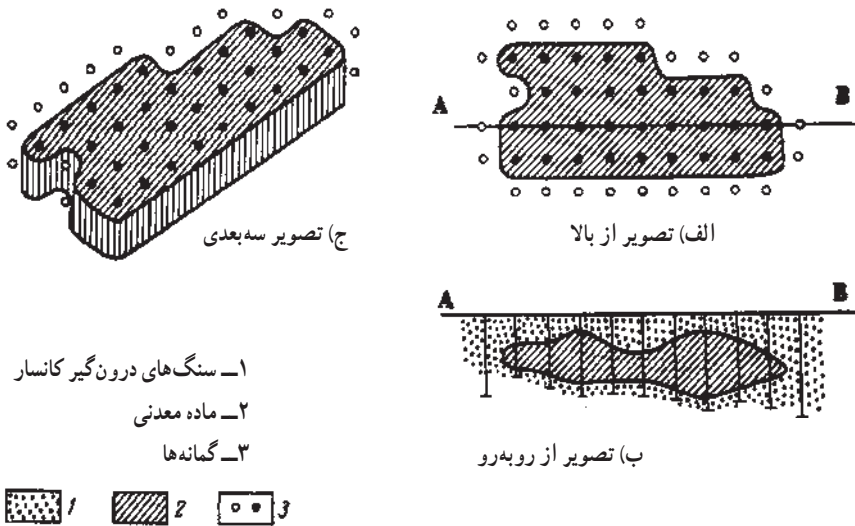 A
B
الف) تصویر از بالا
ج) تصویر سه‌بعدی
A
B
ب) تصویر از روبه‌رو
۱ــ سنگ‌های درون‌گیر کانسار
۲ــ ماده معدنی
۳ــ گمانه‌ها
1 2 3